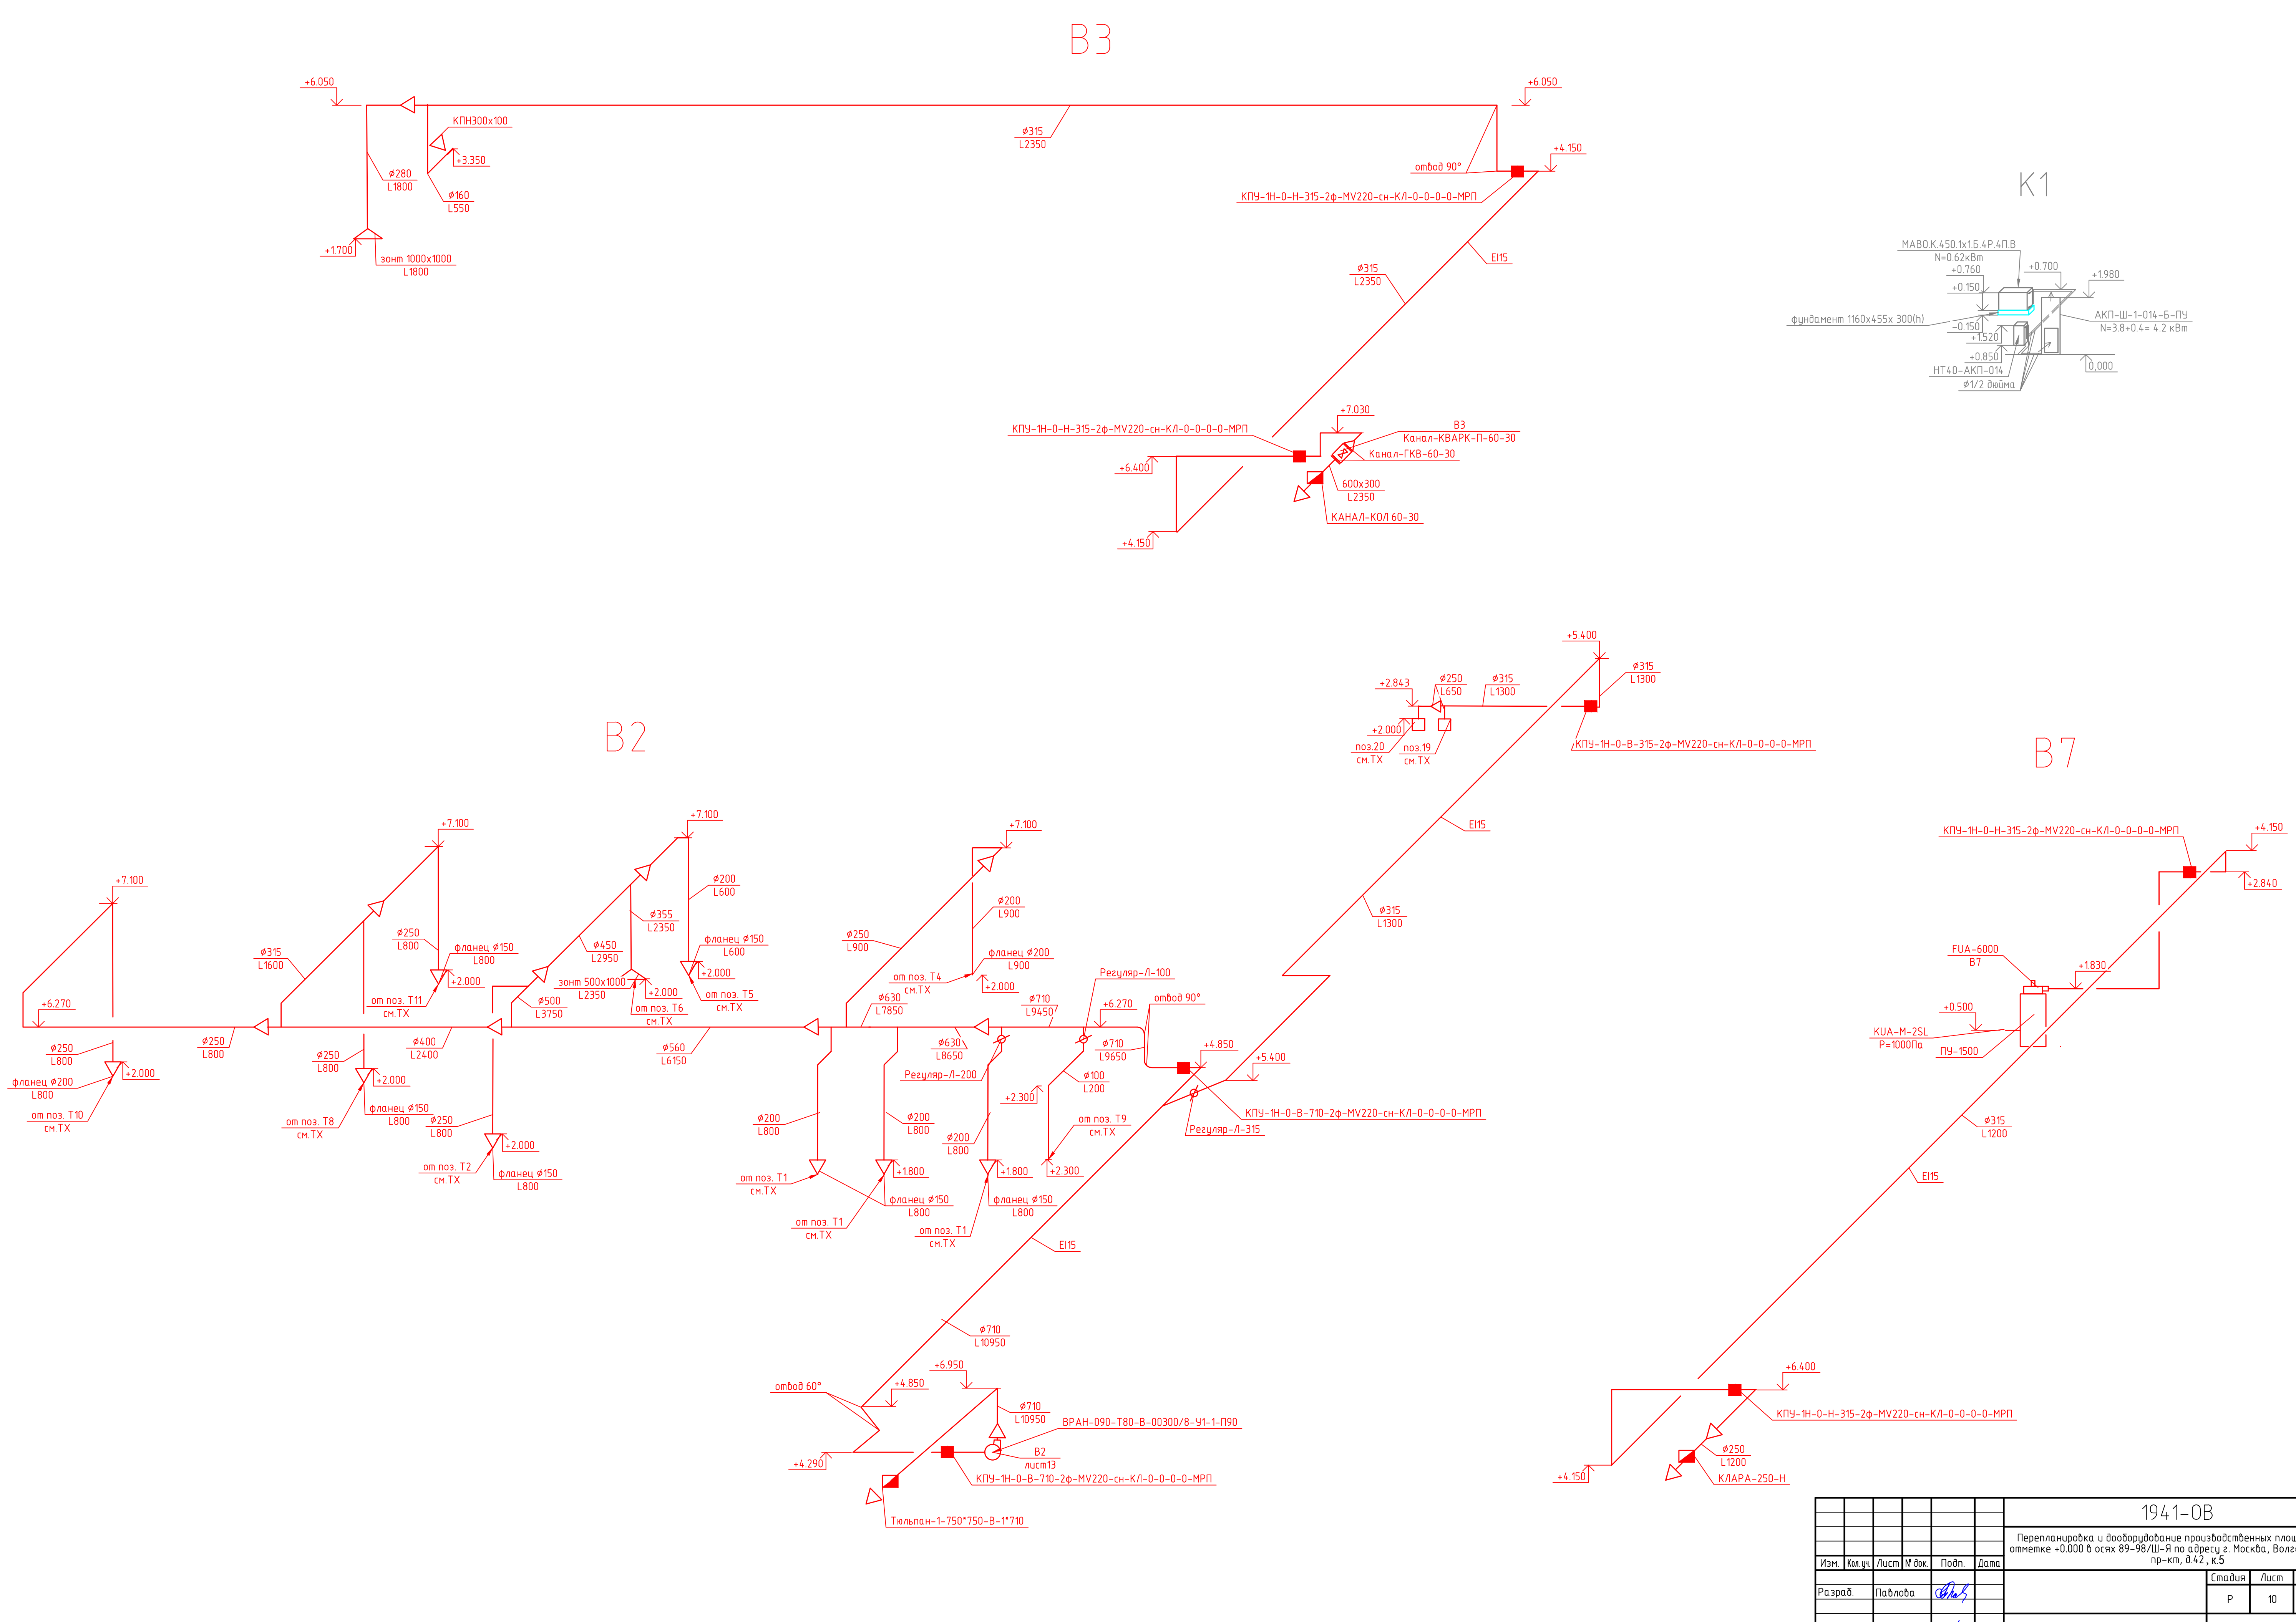 В3
+6.050
КПН300х100
+3.350
ø280
L1800
ø160
L550
+1.700
зонт 1000х1000
L1800
ø315
L2350
+6.050
+4.150
отвод 90°
КПУ-1Н-0-Н-315-2ф-MV220-сн-КЛ-0-0-0-0-МРП
EI15
ø315
L2350
КПУ-1Н-0-Н-315-2ф-MV220-сн-КЛ-0-0-0-0-МРП
+7.030
В3
Канал-КВАРК-П-60-30
Канал-ГКВ-60-30
+6.400
600х300
L2350
КАНАЛ-КОЛ 60-30
+4.150
К1
МАВО.К.450.1х1.Б.4Р.4П.В
N=0.62кВт
+0.760
+0.700
+1.980
+0.150
фундамент 1160х455х 300(h)
-0.150
АКП-Ш-1-014-Б-ПУ
N=3.8+0.4= 4.2 кВт
+1.520
+0.850
НТ40-АКП-014
0,000
ø1/2 дюйма
В2
+7.100
+6.270
ø250
L800
фланец ø200
L800
+2.000
от поз. Т10
см.ТХ
ø250
L800
+7.100
ø315
L1600
ø250
L800
фланец ø150
L800
+2.000
от поз. Т11
см.ТХ
ø250
L800
+2.000
фланец ø150
L800
от поз. Т8
см.ТХ
ø400
L2400
ø250
L800
+2.000
от поз. Т2
см.ТХ
фланец ø150
L800
+7.100
ø200
L600
ø355
L2350
ø450
L2950
фланец ø150
L600
зонт 500х1000
L2350
+2.000
+2.000
от поз. Т5
см.ТХ
ø500
L3750
от поз. Т6
см.ТХ
ø560
L6150
+7.100
ø200
L900
ø250
L900
фланец ø200
L900
от поз. Т4
см.ТХ
+2.000
Регуляр-Л-100
ø630
L7850
ø710
L9450
+6.270
отвод 90°
ø630
L8650
ø710
L9650
+4.850
+5.400
Регуляр-Л-200
ø100
L200
+2.300
КПУ-1Н-0-В-710-2ф-MV220-сн-КЛ-0-0-0-0-МРП
Регуляр-Л-315
ø200
L800
ø200
L800
ø200
L800
от поз. Т9
см.ТХ
+2.300
от поз. Т1
см.ТХ
+1.800
+1.800
фланец ø150
L800
фланец ø150
L800
от поз. Т1
см.ТХ
от поз. Т1
см.ТХ
EI15
ø710
L10950
отвод 60°
+4.850
+6.950
ø710
L10950
ВРАН-090-Т80-В-00300/8-У1-1-П90
В2
лист13
+4.290
КПУ-1Н-0-В-710-2ф-MV220-сн-КЛ-0-0-0-0-МРП
Тюльпан-1-750*750-В-1*710
+5.400
ø315
L1300
+2.843
ø250
L650
ø315
L1300
+2.000
поз.20
см.ТХ
поз.19
см.ТХ
КПУ-1Н-0-В-315-2ф-MV220-сн-КЛ-0-0-0-0-МРП
EI15
ø315
L1300
В7
КПУ-1Н-0-Н-315-2ф-MV220-сн-КЛ-0-0-0-0-МРП
+4.150
+2.840
FUA-6000
В7
+1.830
+0.500
KUA-M-2SL
P=1000Па
ПУ-1500
ø315
L1200
EI15
+6.400
КПУ-1Н-0-Н-315-2ф-MV220-сн-КЛ-0-0-0-0-МРП
ø250
L1200
+4.150
КЛАРА-250-Н
1941-ОВ
Перепланировка и дооборудование производственных площ
отметке +0.000 в осях 89-98/Ш-Я по адресу г. Москва, Волг
пр-кт, д.42, к.5
Изм. Кол.уч. Лист № док. Подп. Дата
Стадия Лист
Разраб. Павлова
Р 10